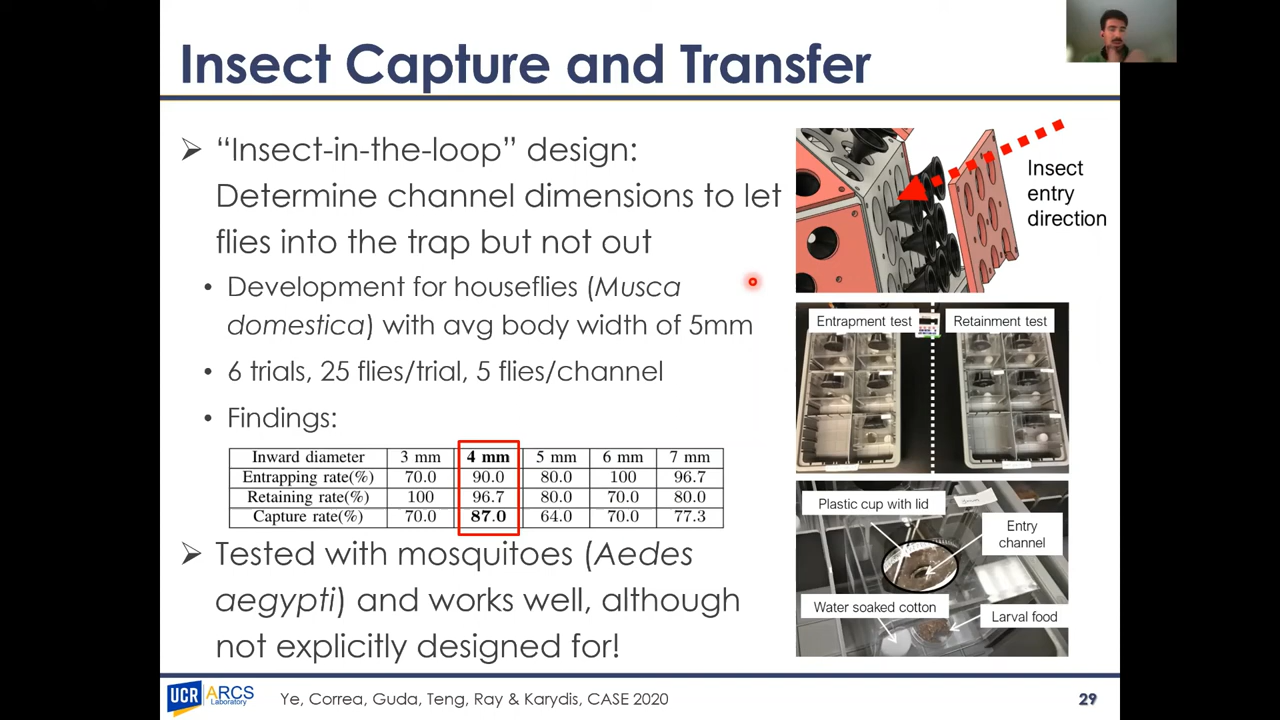 Insect Capture and Transfer
➢ “Insect-in-the-loop” design:
Determine channel dimensions to let
flies into the trap but not out
• Development for houseflies (Musca
domestica) with avg body width of 5mm
• 6 trials, 25 flies/trial, 5 flies/channel
• Findings:
Inward diameter 3 mm 4 mm 5 mm 6 mm 7 mm
Entrapping rate(%) 70.0 90.0 80.0 100 96.7
Retaining rate(%) 100 96.7 80.0 70.0 80.0
Capture rate(%) 70.0 87.0 64.0 70.0 77.3
➢ Tested with mosquitoes (Aedes
aegypti) and works well, although
not explicitly designed for!
Insect
entry
direction
Entrapment test
Retainment test
Plastic cup with lid
Entry
channel
Water soaked cotton
Larval food
UCR ARCS
Laboratory
Ye, Correa, Guda, Teng, Ray & Karydis, CASE 2020
29